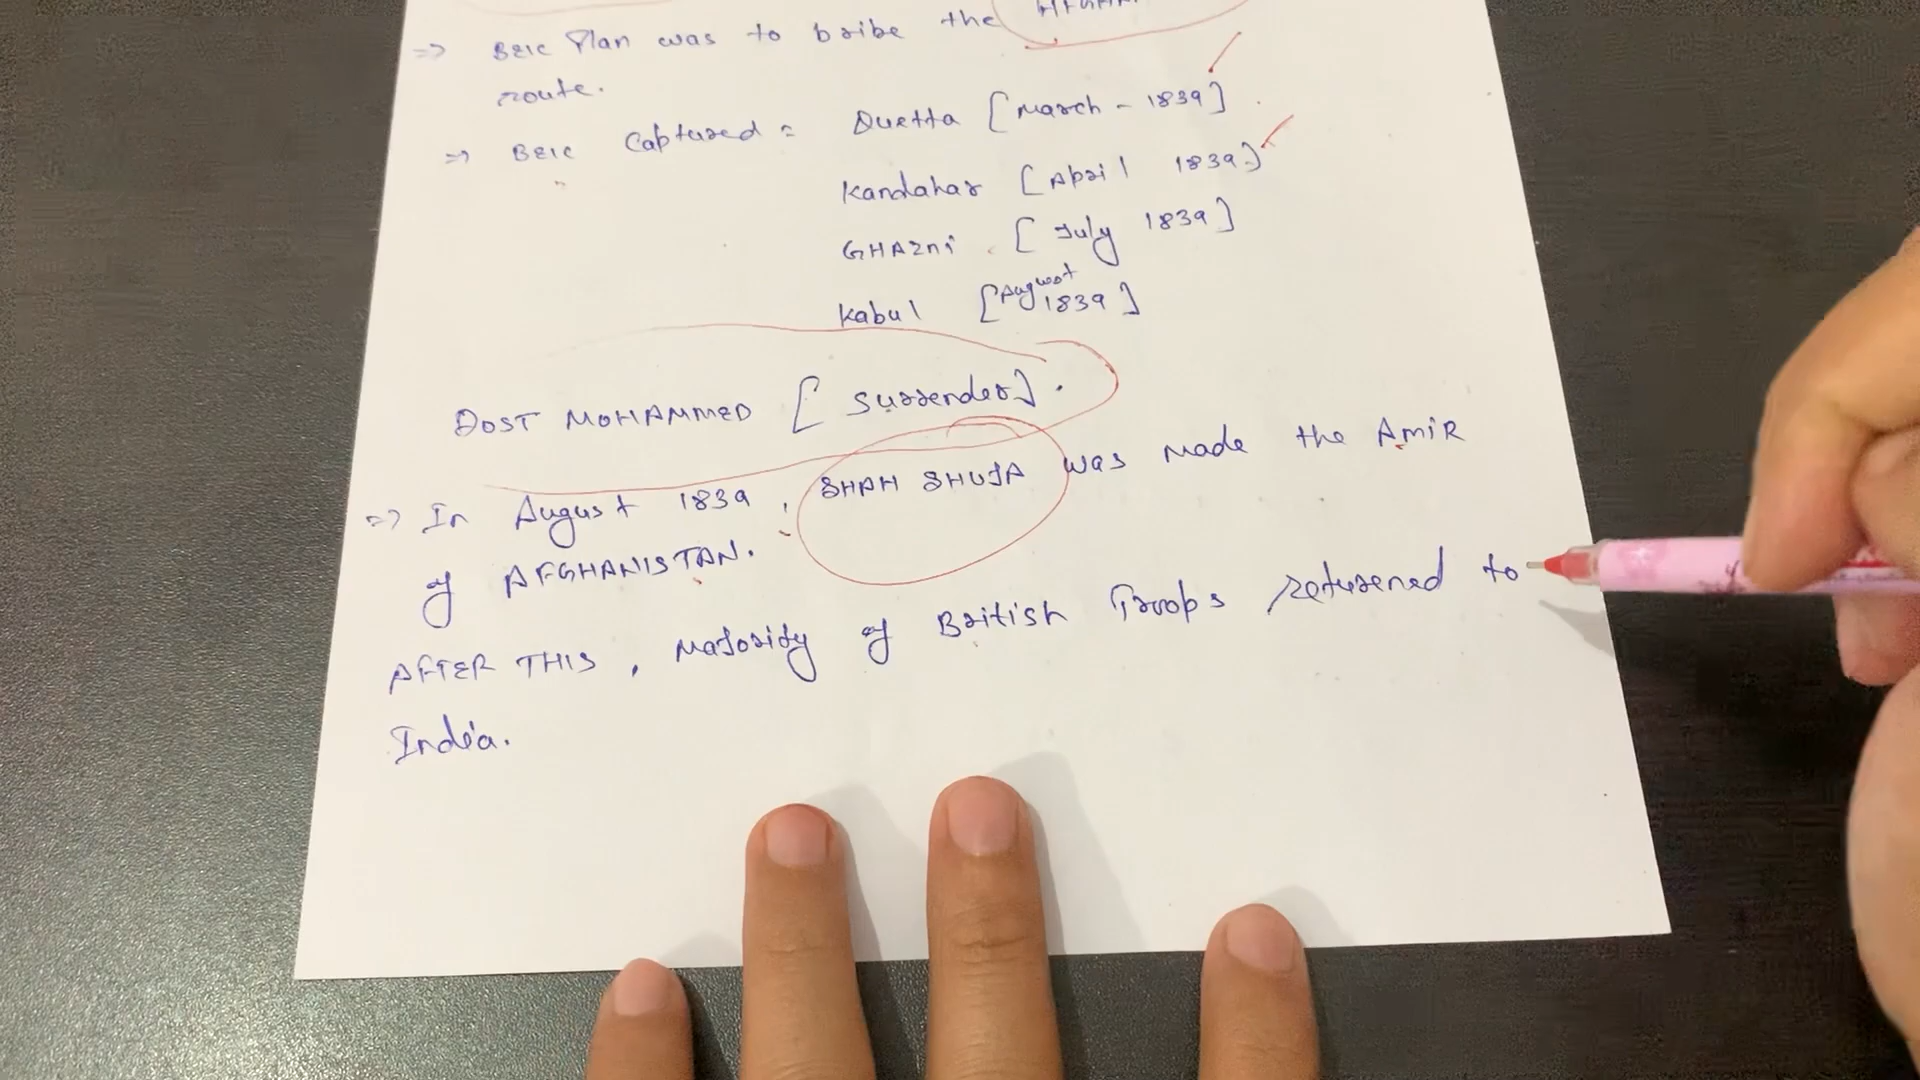 => BEIC Plan was to bribe the
route.
=> BEIC Captured = Quetta [March - 1839]
Kandahar [April 1839]
GHAZni [July 1839]
Kabul [August 1839]
DOST MOHAMMED [Surrender].
=> In August 1839, SHAH SHUJA was made the AmiR
of AFGHANISTAN.
AFTER THIS, Majority of British Troops returened to
India.